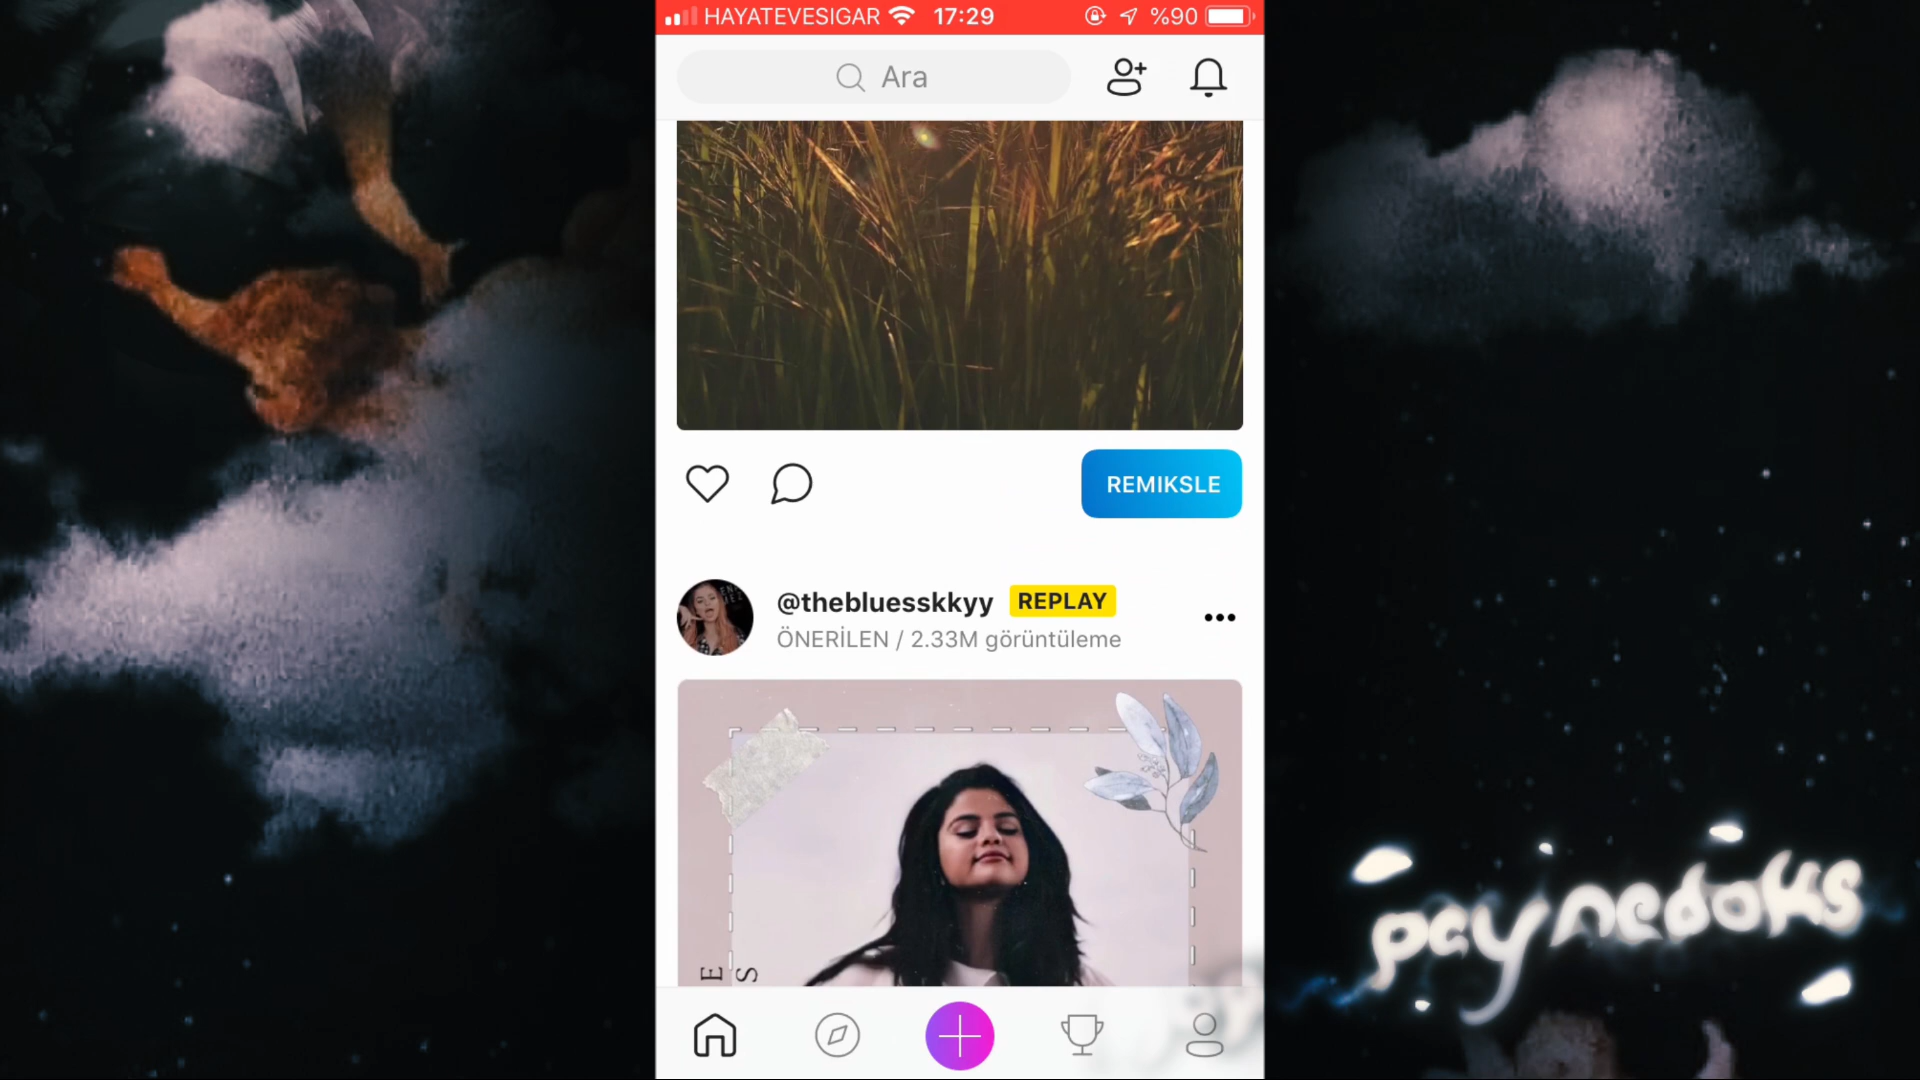 HAYATEVESIGAR 17:29 %90
Ara
REMIKSLE
@thebluesskkyy REPLAY
ÖNERİLEN / 2.33M görüntüleme
E
S
paynedoks